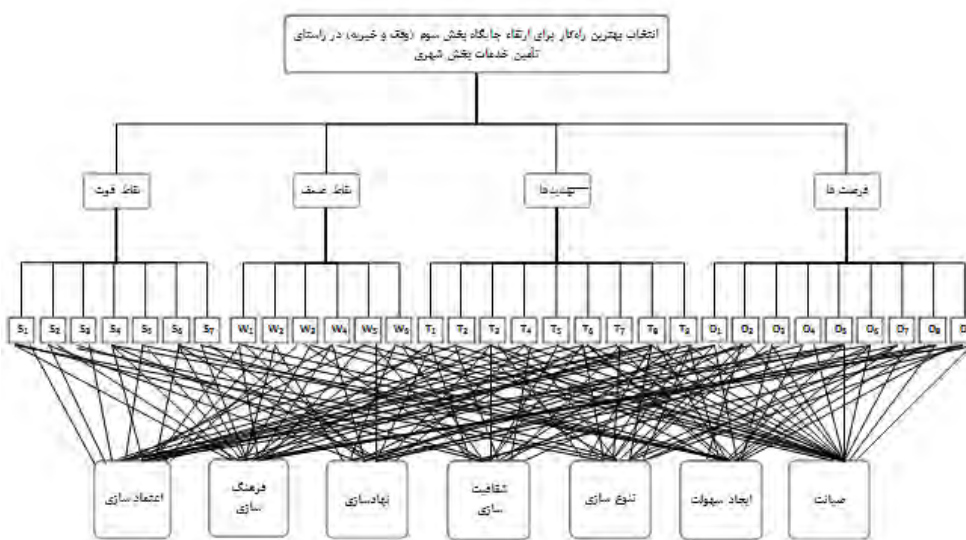 انتخاب بهترین راهکار برای ارتقاء جایگاه بخش سوم (وقف و خیریه) در راستای
تأمین خدمات بخش شهری
نقاط قوت
نقاط ضعف
تهدیدها
فرصت ها
S1 S2 S3 S4 S5 S6 S7 W1 W2 W3 W4 W5 W6 T1 T2 T3 T4 T5 T6 T7 T8 T9 O1 O2 O3 O4 O5 O6 O7 O8
اعتماد سازی
فرهنگ
سازی
نهادسازی
شفافیت
سازی
تنوع سازی
ایجاد سهولت
صیانت